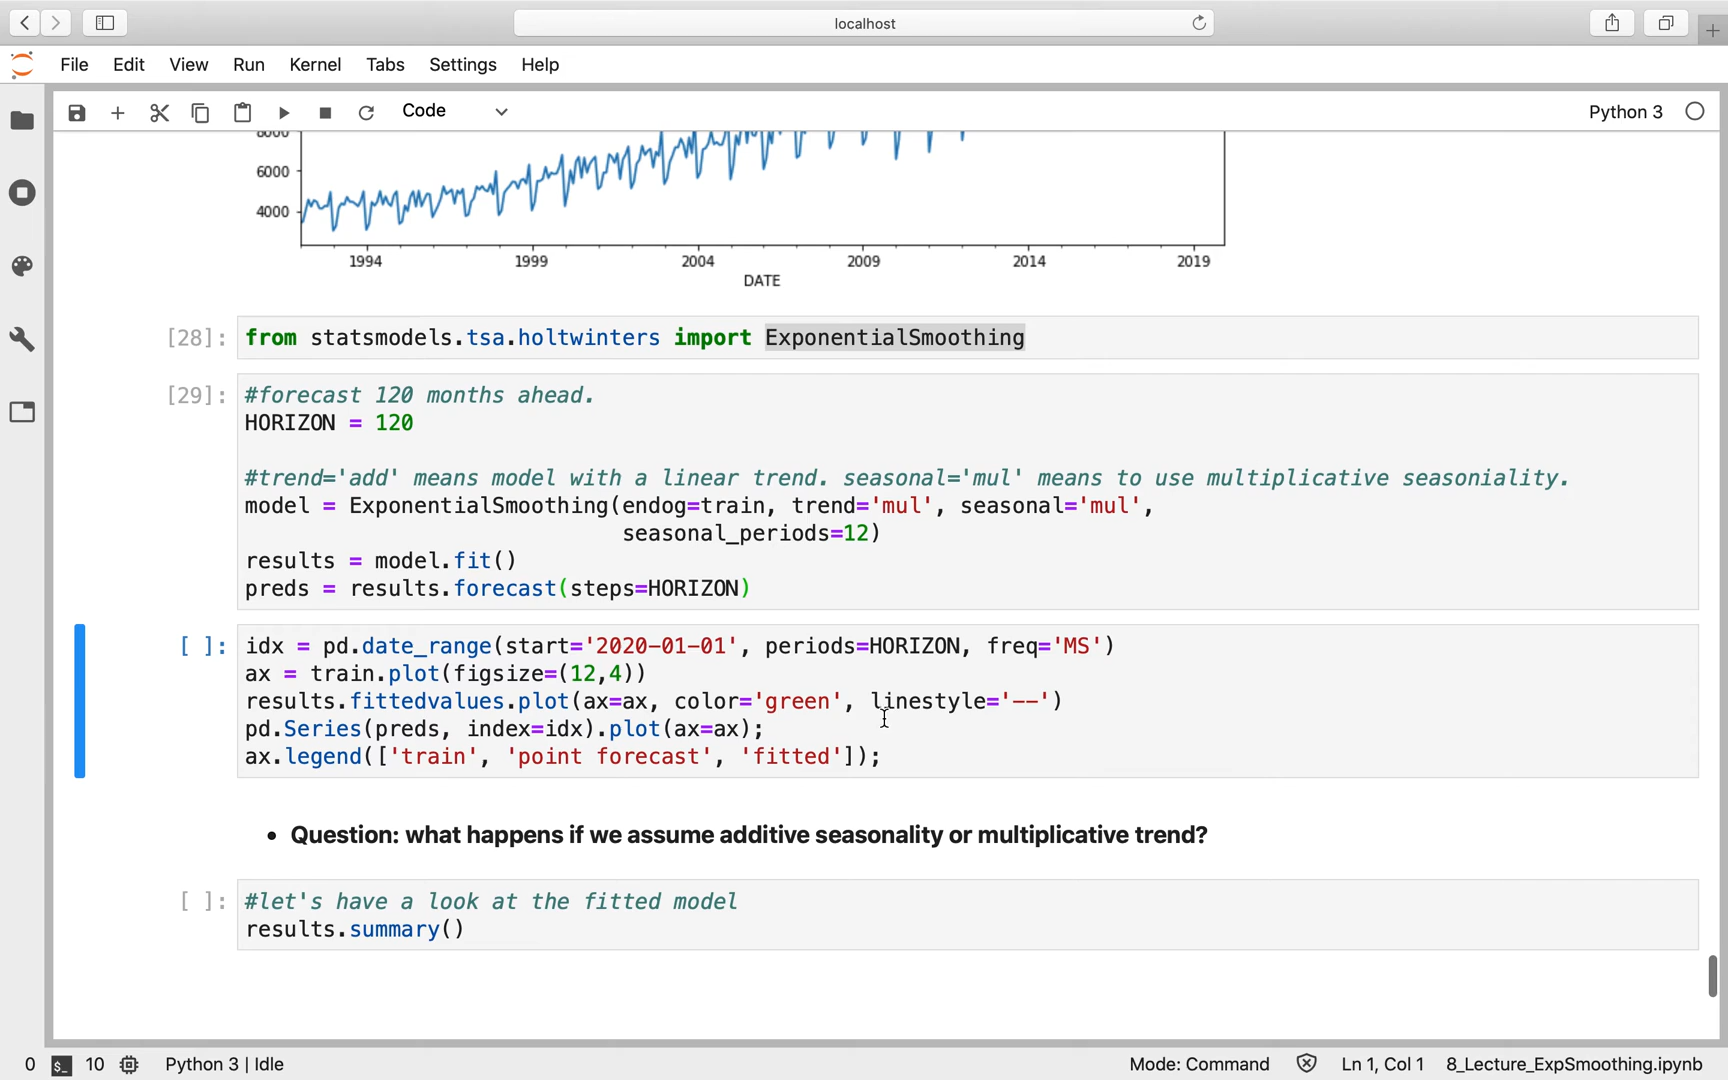 localhost
File Edit View Run Kernel Tabs Settings Help
Code Python 3
8000
6000
4000
1994 1999 2004 2009 2014 2019
DATE
[28]: from statsmodels.tsa.holtwinters import ExponentialSmoothing
[29]: #forecast 120 months ahead.
HORIZON = 120
#trend='add' means model with a linear trend. seasonal='mul' means to use multiplicative seasoniality.
model = ExponentialSmoothing(endog=train, trend='mul', seasonal='mul',
seasonal_periods=12)
results = model.fit()
preds = results.forecast(steps=HORIZON)
[ ]: idx = pd.date_range(start='2020-01-01', periods=HORIZON, freq='MS')
ax = train.plot(figsize=(12,4))
results.fittedvalues.plot(ax=ax, color='green', linestyle='--')
pd.Series(preds, index=idx).plot(ax=ax);
ax.legend(['train', 'point forecast', 'fitted']);
• Question: what happens if we assume additive seasonality or multiplicative trend?
[ ]: #let's have a look at the fitted model
results.summary()
0 $_ 10 Python 3 | Idle Mode: Command Ln 1, Col 1 8_Lecture_ExpSmoothing.ipynb